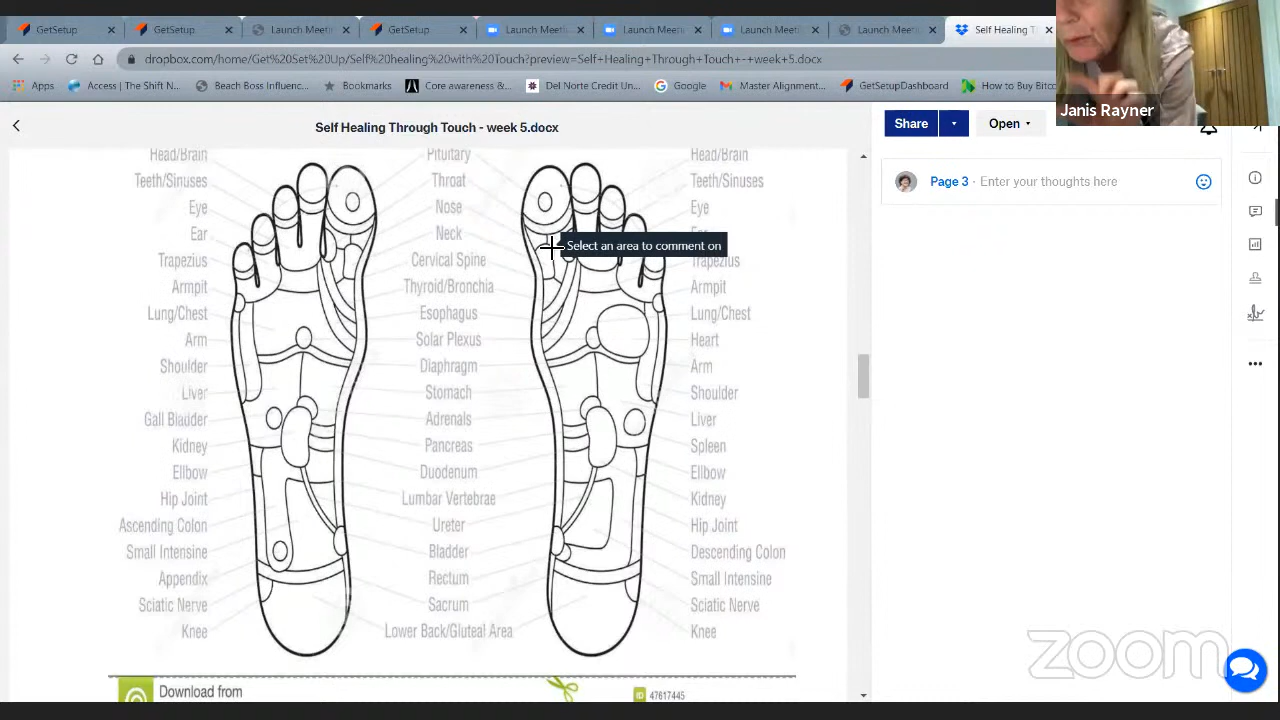 GetSetup
GetSetup
Launch Meeti
GetSetup
Launch Meeti
Launch Meeti
Launch Meeti
Launch Meeti
Self Healing T
dropbox.com/home/Get%20Set%20Up/Self%20healing%20with%20Touch?preview=Self+Healing+Through+Touch+-+week+5.docx
Apps
Access | The Shift N...
Beach Boss Influenc...
Bookmarks
Core awareness &...
Del Norte Credit Un...
Google
Master Alignment...
GetSetupDashboard
How to Buy Bitco
Janis Rayner
Self Healing Through Touch - week 5.docx
Share
Open
Page 3 · Enter your thoughts here
Select an area to comment on
Head/Brain
Teeth/Sinuses
Eye
Ear
Trapezius
Armpit
Lung/Chest
Arm
Shoulder
Liver
Gall Bladder
Kidney
Ellbow
Hip Joint
Ascending Colon
Small Intensine
Appendix
Sciatic Nerve
Knee
Pituitary
Throat
Nose
Neck
Cervical Spine
Thyroid/Bronchia
Esophagus
Solar Plexus
Diaphragm
Stomach
Adrenals
Pancreas
Duodenum
Lumbar Vertebrae
Ureter
Bladder
Rectum
Sacrum
Lower Back/Gluteal Area
Head/Brain
Teeth/Sinuses
Eye
Ear
Trapezius
Armpit
Lung/Chest
Heart
Arm
Shoulder
Liver
Spleen
Ellbow
Kidney
Hip Joint
Descending Colon
Small Intensine
Sciatic Nerve
Knee
Download from
ID 47617445
zoom